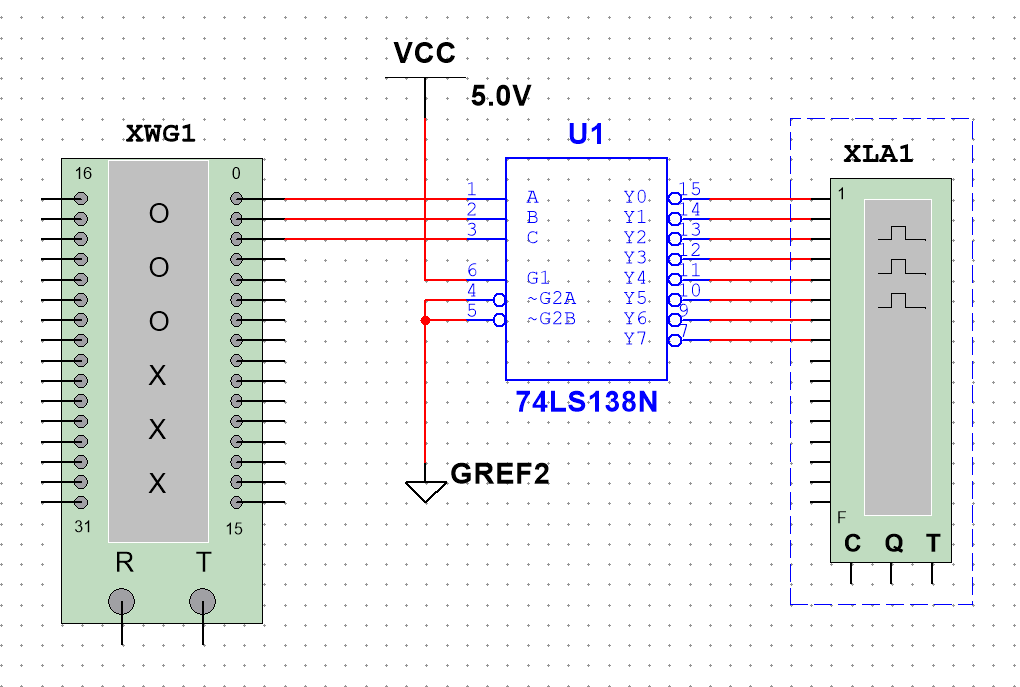 VCC
5.0V
XWG1
U1
XLA1
16 0
O
O
O
X
X
X
31 15
R T
1 A Y0 15
2 B Y1 14
3 C Y2 13
Y3 12
6 G1 Y4 11
4 ~G2A Y5 10
5 ~G2B Y6 9
Y7 7
74LS138N
GREF2
1
F
C Q T